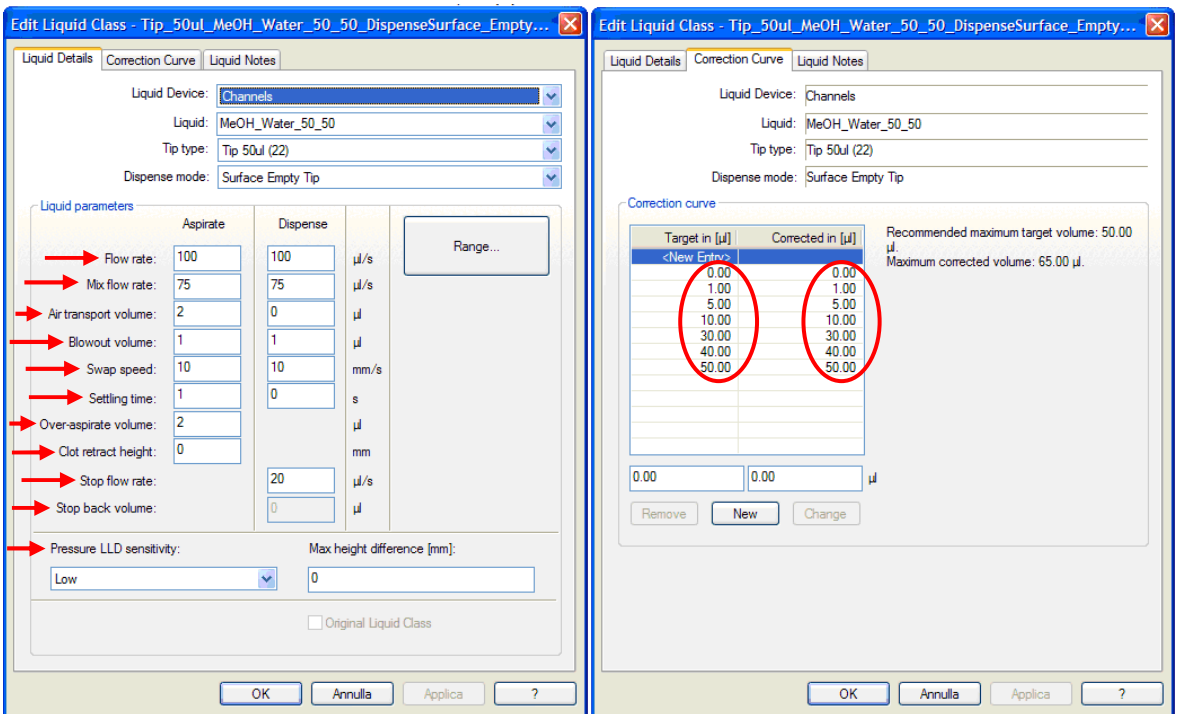 Edit Liquid Class - Tip_50ul_MeOH_Water_50_50_DispenseSurface_Empty...
Liquid Details Correction Curve Liquid Notes
Liquid Device: Channels
Liquid: MeOH_Water_50_50
Tip type: Tip 50ul (22)
Dispense mode: Surface Empty Tip
Liquid parameters
Aspirate Dispense
Range...
Flow rate: 100 100 µl/s
Mix flow rate: 75 75 µl/s
Air transport volume: 2 0 µl
Blowout volume: 1 1 µl
Swap speed: 10 10 mm/s
Settling time: 1 0 s
Over-aspirate volume: 2 µl
Clot retract height: 0 mm
Stop flow rate: 20 µl/s
Stop back volume: 0 µl
Pressure LLD sensitivity: Max height difference [mm]:
Low 0
Original Liquid Class
OK Annulla Applica ?
Edit Liquid Class - Tip_50ul_MeOH_Water_50_50_DispenseSurface_Empty...
Liquid Details Correction Curve Liquid Notes
Liquid Device: Channels
Liquid: MeOH_Water_50_50
Tip type: Tip 50ul (22)
Dispense mode: Surface Empty Tip
Correction curve
Target in [µl] Corrected in [µl]
<New Entry>
0.00 0.00
1.00 1.00
5.00 5.00
10.00 10.00
30.00 30.00
40.00 40.00
50.00 50.00
Recommended maximum target volume: 50.00
µl.
Maximum corrected volume: 65.00 µl.
0.00 0.00 µl
Remove New Change
OK Annulla Applica ?